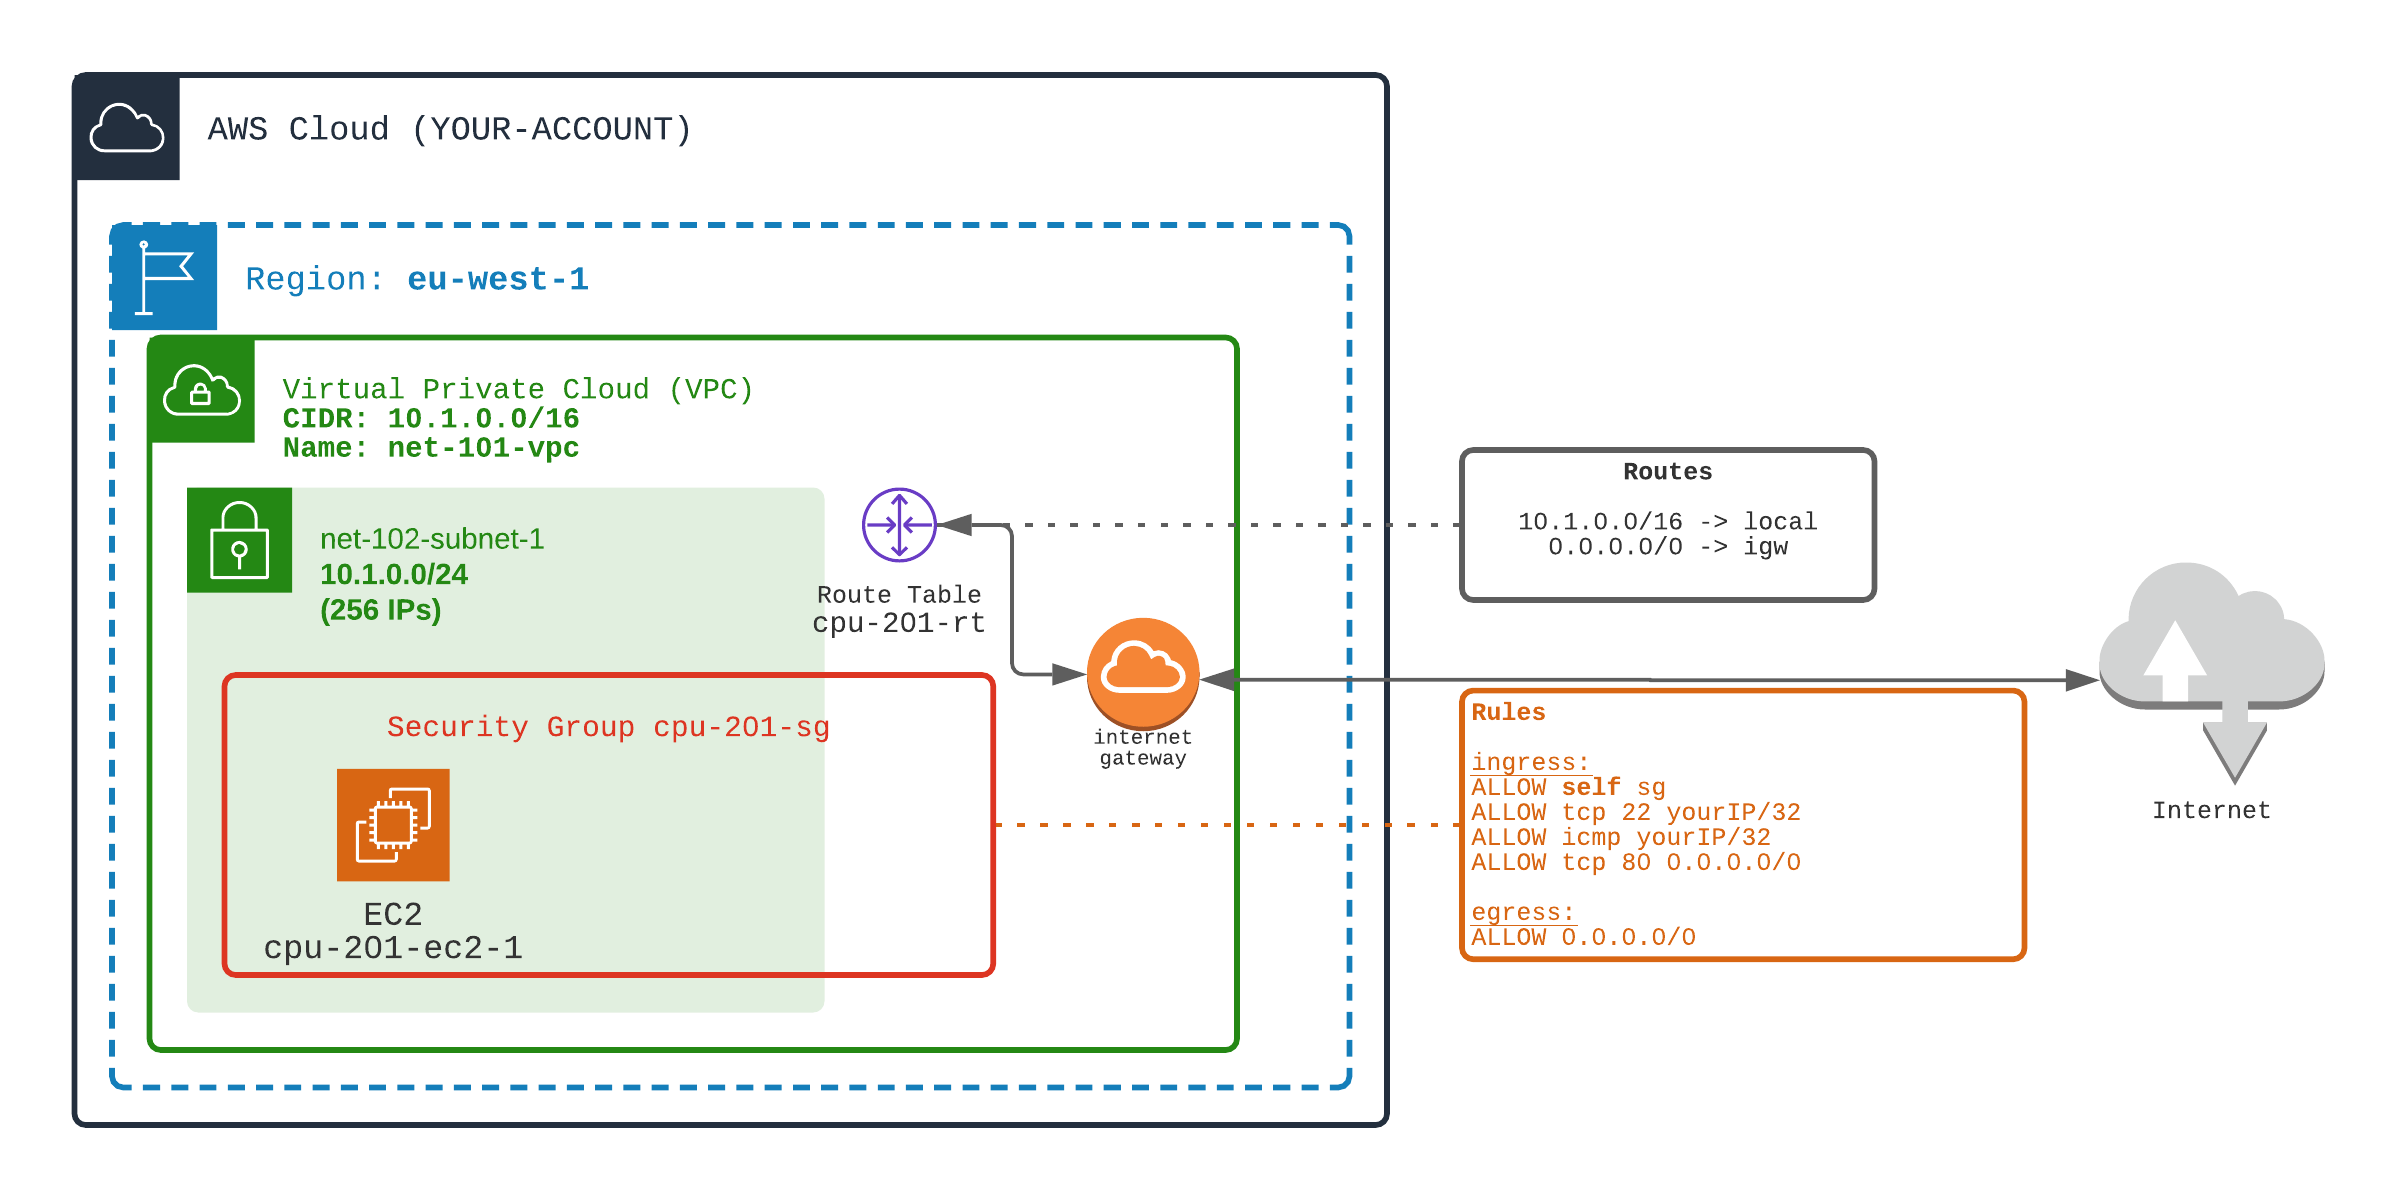 AWS Cloud (YOUR-ACCOUNT)
Region: eu-west-1
Virtual Private Cloud (VPC)
CIDR: 10.1.0.0/16
Name: net-101-vpc
net-102-subnet-1
10.1.0.0/24
(256 IPs)
Route Table
cpu-201-rt
Security Group cpu-201-sg
EC2
cpu-201-ec2-1
internet
gateway
Routes
10.1.0.0/16 -> local
0.0.0.0/0 -> igw
Rules
ingress:
ALLOW self sg
ALLOW tcp 22 yourIP/32
ALLOW icmp yourIP/32
ALLOW tcp 80 0.0.0.0/0
egress:
ALLOW 0.0.0.0/0
Internet